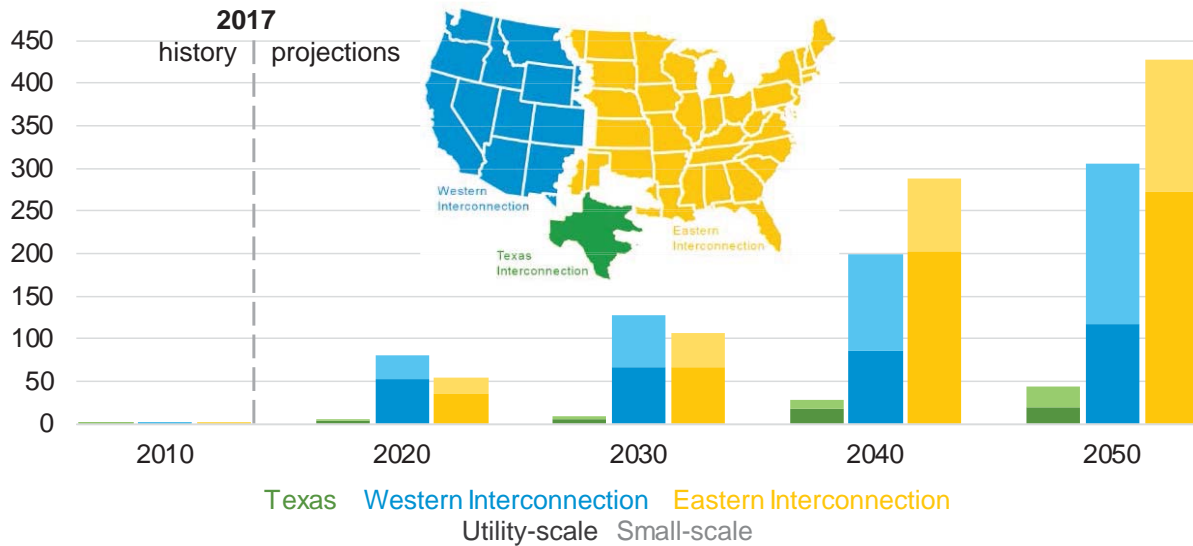 2017
history projections
450
400
350
300
250
200
150
100
50
0
Western
Interconnection
Eastern
Interconnection
Texas
Interconnection
2010 2020 2030 2040 2050
Texas Western Interconnection Eastern Interconnection
Utility-scale Small-scale